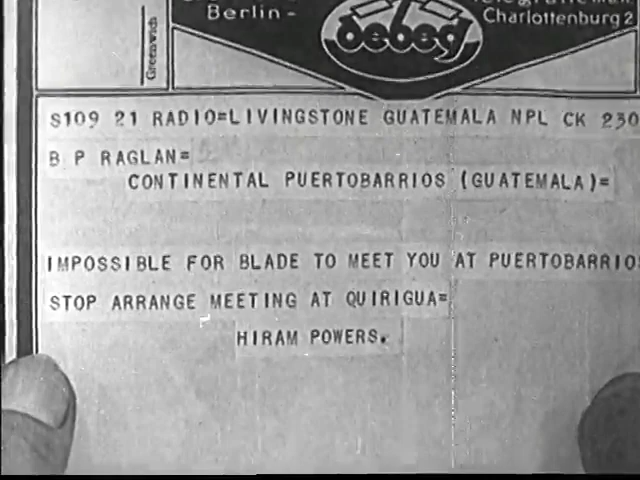 Berlin-
Charlottenburg 2
Greenwich
debeg
S109 21 RADIO=LIVINGSTONE GUATEMALA NPL CK 230
B P RAGLAN=
CONTINENTAL PUERTOBARRIOS (GUATEMALA)=
IMPOSSIBLE FOR BLADE TO MEET YOU AT PUERTOBARRIO
STOP ARRANGE MEETING AT QUIRIGUA=
HIRAM POWERS.